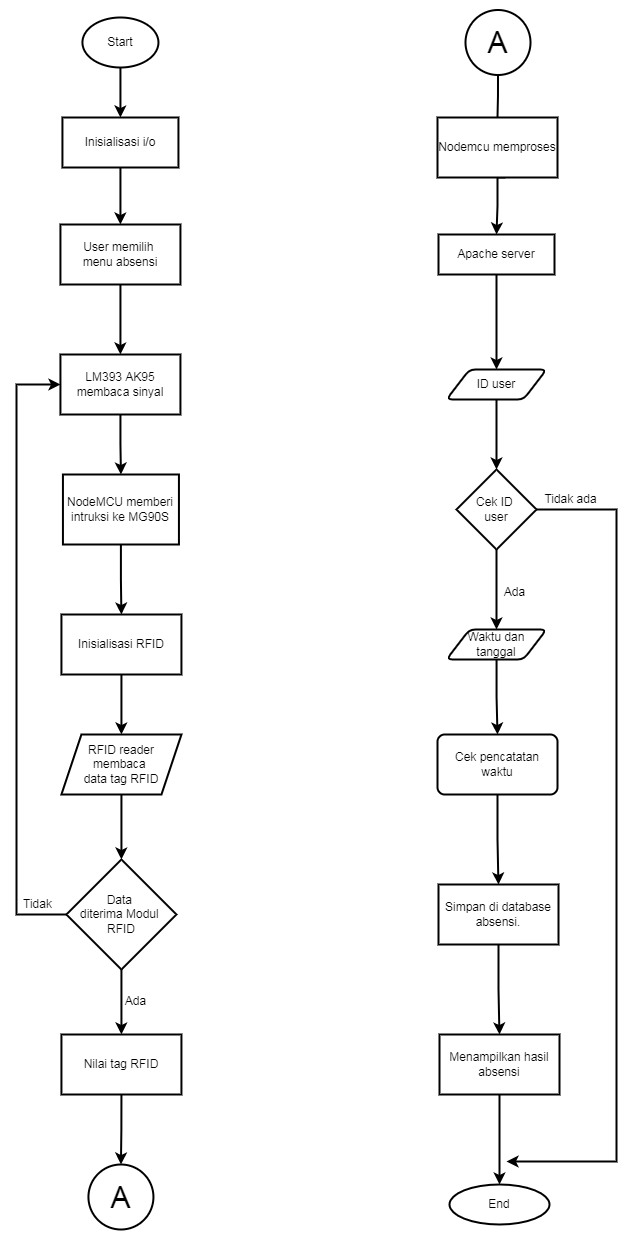 Start
Inisialisasi i/o
User memilih
menu absensi
LM393 AK95
membaca sinyal
NodeMCU memberi
intruksi ke MG90S
Inisialisasi RFID
RFID reader
membaca
data tag RFID
Data
diterima Modul
RFID
Tidak
Ada
Nilai tag RFID
A
A
Nodemcu memproses
Apache server
ID user
Cek ID
user
Tidak ada
Ada
Waktu dan
tanggal
Cek pencatatan
waktu
Simpan di database
absensi.
Menampilkan hasil
absensi
End